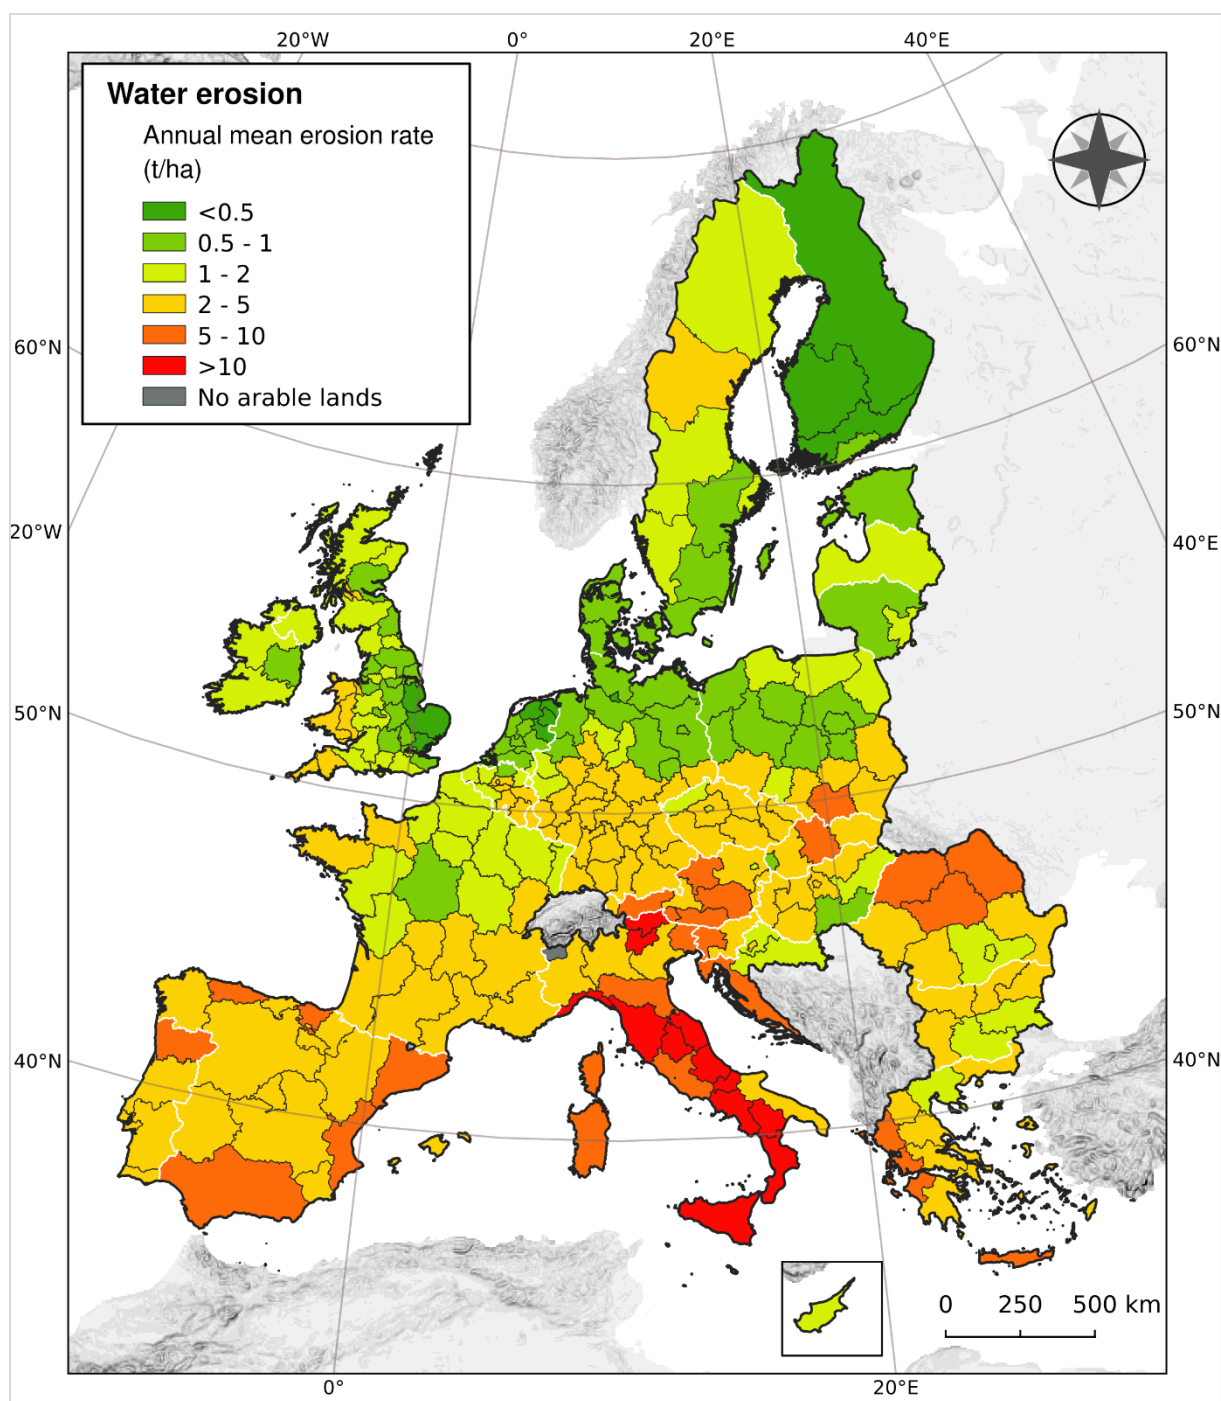 20°W 0° 20°E 40°E
Water erosion
Annual mean erosion rate
(t/ha)
<0.5
0.5 - 1
1 - 2
2 - 5
5 - 10
>10
No arable lands
60°N 60°N
20°W 40°E
50°N 50°N
40°N 40°N
0 250 500 km
0° 20°E